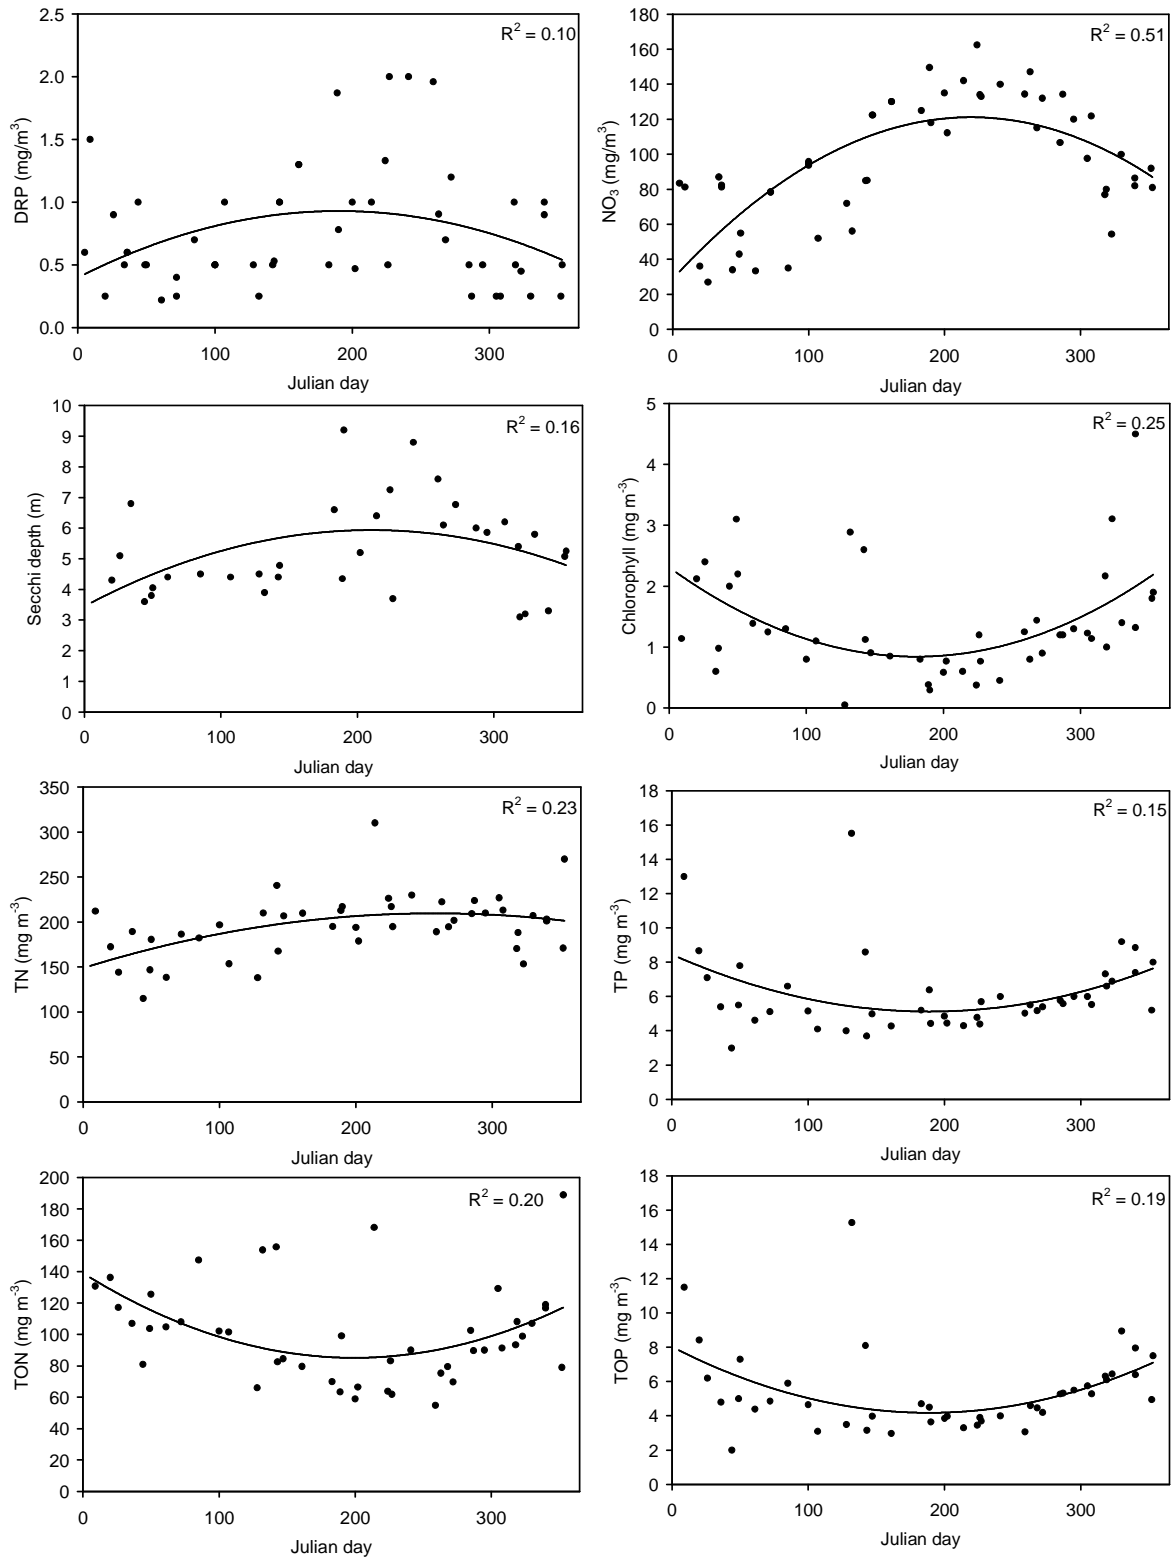 R² = 0.10
2.5
2.0
1.5
1.0
0.5
0.0
DRP (mg/m³)
0 100 200 300
Julian day
R² = 0.51
180
160
140
120
100
80
60
40
20
0
NO₃ (mg/m³)
0 100 200 300
Julian day
R² = 0.16
10
9
8
7
6
5
4
3
2
1
0
Secchi depth (m)
0 100 200 300
Julian day
R² = 0.25
5
4
3
2
1
0
Chlorophyll (mg m⁻³)
0 100 200 300
Julian day
R² = 0.23
350
300
250
200
150
100
50
0
TN (mg m⁻³)
0 100 200 300
Julian day
R² = 0.15
18
16
14
12
10
8
6
4
2
0
TP (mg m⁻³)
0 100 200 300
Julian day
R² = 0.20
200
180
160
140
120
100
80
60
40
20
0
TON (mg m⁻³)
0 100 200 300
Julian day
R² = 0.19
18
16
14
12
10
8
6
4
2
0
TOP (mg m⁻³)
0 100 200 300
Julian day